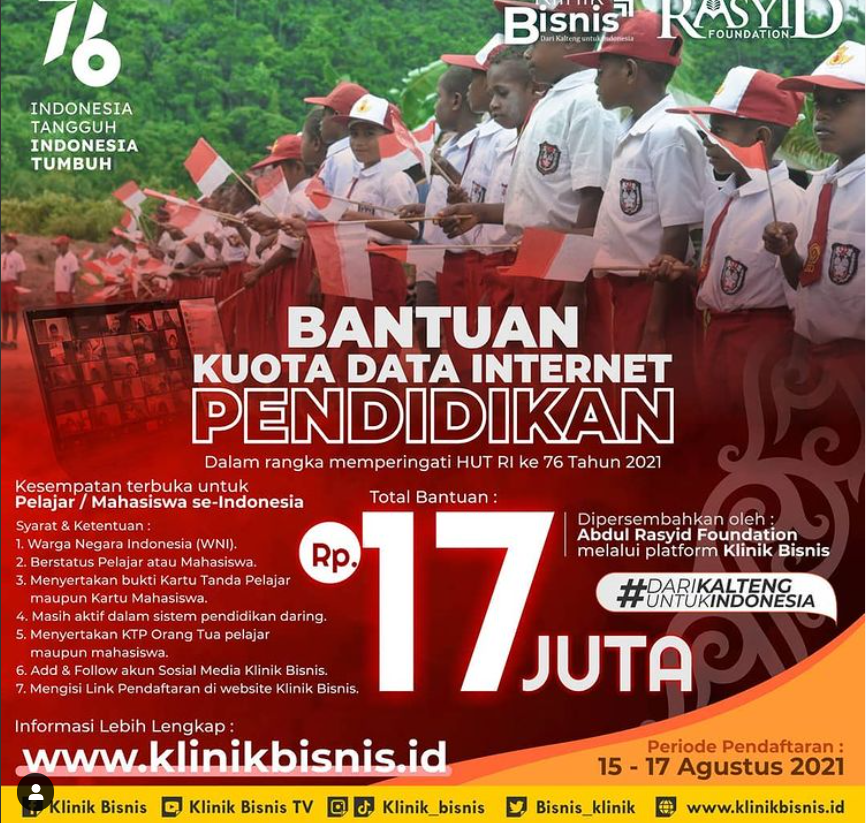 76
INDONESIA
TANGGUH
INDONESIA
TUMBUH
Klinik
Bisnis
Dari Kalteng untuk Indonesia
RASYID
FOUNDATION
BANTUAN
KUOTA DATA INTERNET
PENDIDIKAN
Dalam rangka memperingati HUT RI ke 76 Tahun 2021
Kesempatan terbuka untuk
Pelajar / Mahasiswa se-Indonesia
Syarat & Ketentuan :
1. Warga Negara Indonesia (WNI).
2. Berstatus Pelajar atau Mahasiswa.
3. Menyertakan bukti Kartu Tanda Pelajar
maupun Kartu Mahasiswa.
4. Masih aktif dalam sistem pendidikan daring.
5. Menyertakan KTP Orang Tua pelajar
maupun mahasiswa.
6. Add & Follow akun Sosial Media Klinik Bisnis.
7. Mengisi Link Pendaftaran di website Klinik Bisnis.
Total Bantuan :
Rp. 17 JUTA
Dipersembahkan oleh :
Abdul Rasyid Foundation
melalui platform Klinik Bisnis
#DARIKALTENG
UNTUKINDONESIA
Informasi Lebih Lengkap :
www.klinikbisnis.id
Periode Pendaftaran :
15 - 17 Agustus 2021
Klinik Bisnis Klinik Bisnis TV Klinik_bisnis Bisnis_klinik www.klinikbisnis.id